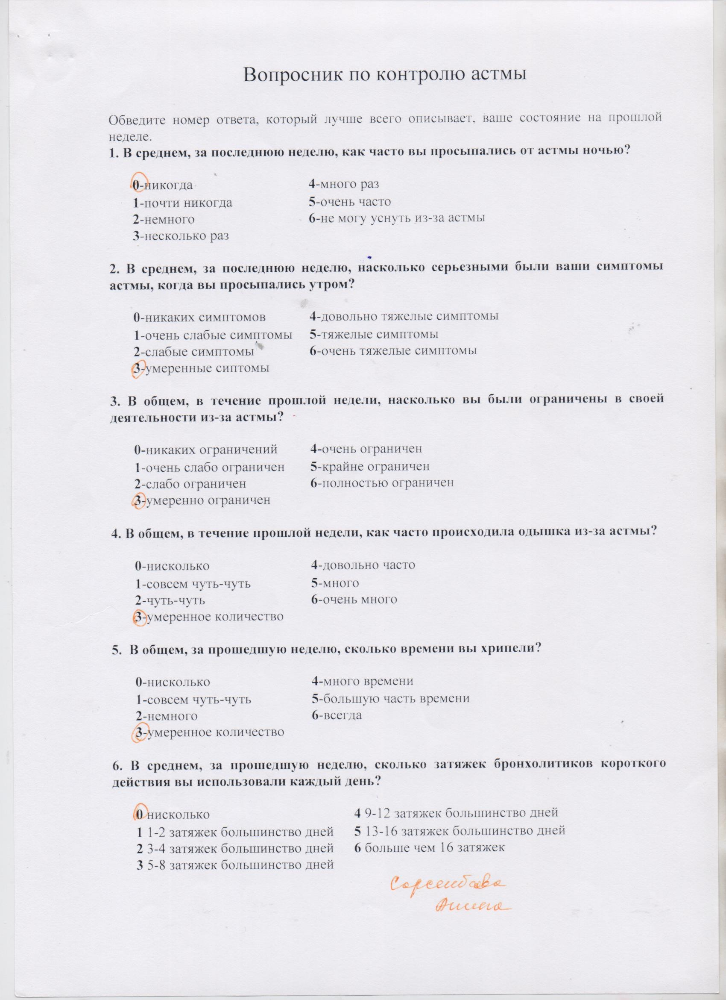 Вопросник по контролю астмы
Обведите номер ответа, который лучше всего описывает, ваше состояние на прошлой
неделе.
1. В среднем, за последнюю неделю, как часто вы просыпались от астмы ночью?
0-никогда 4-много раз
1-почти никогда 5-очень часто
2-немного 6-не могу уснуть из-за астмы
3-несколько раз
2. В среднем, за последнюю неделю, насколько серьезными были ваши симптомы
астмы, когда вы просыпались утром?
0-никаких симптомов 4-довольно тяжелые симптомы
1-очень слабые симптомы 5-тяжелые симптомы
2-слабые симптомы 6-очень тяжелые симптомы
3-умеренные сиптомы
3. В общем, в течение прошлой недели, насколько вы были ограничены в своей
деятельности из-за астмы?
0-никаких ограничений 4-очень ограничен
1-очень слабо ограничен 5-крайне ограничен
2-слабо ограничен 6-полностью ограничен
3-умеренно ограничен
4. В общем, в течение прошлой недели, как часто происходила одышка из-за астмы?
0-нисколько 4-довольно часто
1-совсем чуть-чуть 5-много
2-чуть-чуть 6-очень много
3-умеренное количество
5. В общем, за прошедшую неделю, сколько времени вы хрипели?
0-нисколько 4-много времени
1-совсем чуть-чуть 5-большую часть времени
2-немного 6-всегда
3-умеренное количество
6. В среднем, за прошедшую неделю, сколько затяжек бронхолитиков короткого
действия вы использовали каждый день?
0 нисколько 4 9-12 затяжек большинство дней
1 1-2 затяжек большинство дней 5 13-16 затяжек большинство дней
2 3-4 затяжек большинство дней 6 больше чем 16 затяжек
3 5-8 затяжек большинство дней